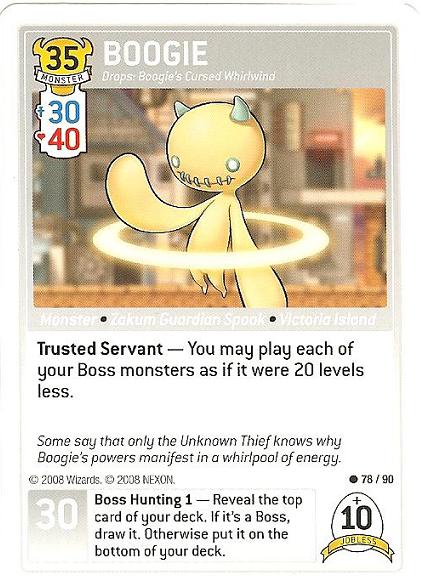 35
MONSTER
BOOGIE
Drops: Boogie's Cursed Whirlwind
30
40
Monster • Zakum Guardian Spook • Victoria Island
Trusted Servant — You may play each of
your Boss monsters as if it were 20 levels
less.
Some say that only the Unknown Thief knows why
Boogie's powers manifest in a whirlpool of energy.
© 2008 Wizards. © 2008 NEXON.
78 / 90
30
Boss Hunting 1 — Reveal the top
card of your deck. If it's a Boss,
draw it. Otherwise put it on the
bottom of your deck.
+
10
JOBLESS